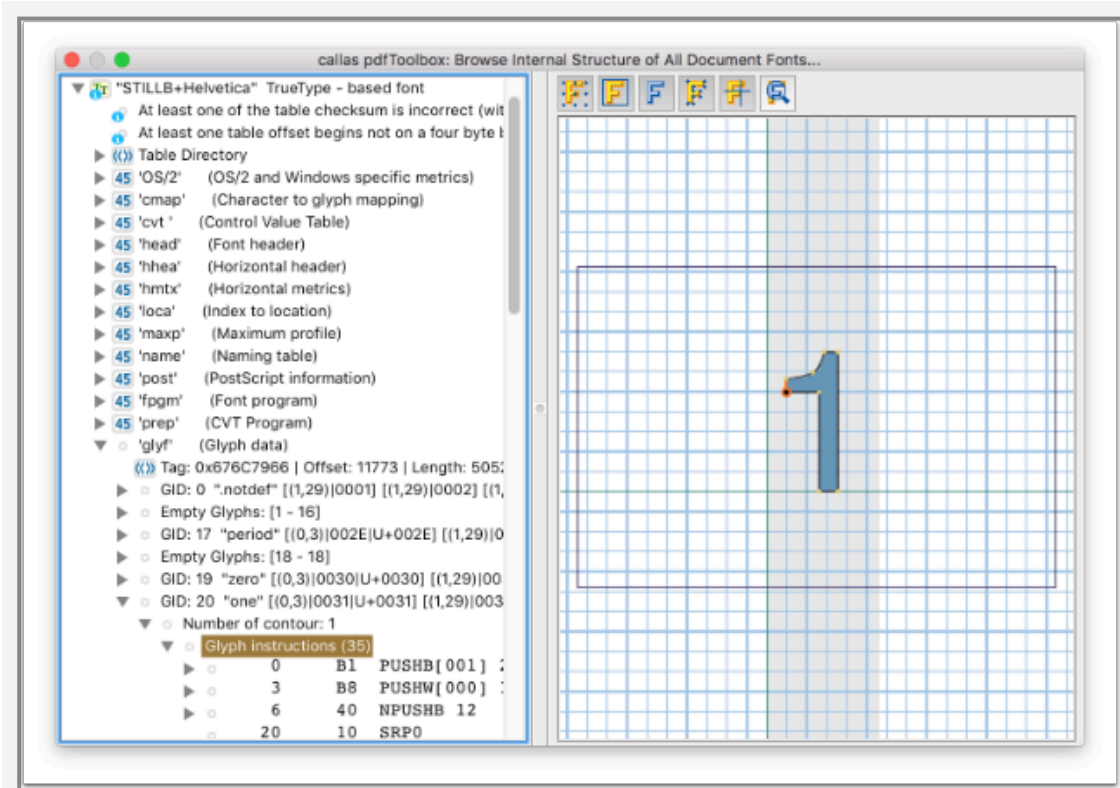 callas pdfToolbox: Browse Internal Structure of All Document Fonts...
"STILLB+Helvetica" TrueType - based font
At least one of the table checksum is incorrect (wit
At least one table offset begins not on a four byte
Table Directory
45 'OS/2' (OS/2 and Windows specific metrics)
45 'cmap' (Character to glyph mapping)
45 'cvt ' (Control Value Table)
45 'head' (Font header)
45 'hhea' (Horizontal header)
45 'hmtx' (Horizontal metrics)
45 'loca' (Index to location)
45 'maxp' (Maximum profile)
45 'name' (Naming table)
45 'post' (PostScript information)
45 'fpgm' (Font program)
45 'prep' (CVT Program)
'glyf' (Glyph data)
Tag: 0x676C7966 | Offset: 11773 | Length: 5052
GID: 0 ".notdef" [(1,29)|0001] [(1,29)|0002] [(1,
Empty Glyphs: [1 - 16]
GID: 17 "period" [(0,3)|002E|U+002E] [(1,29)|0
Empty Glyphs: [18 - 18]
GID: 19 "zero" [(0,3)|0030|U+0030] [(1,29)|00
GID: 20 "one" [(0,3)|0031|U+0031] [(1,29)|003
Number of contour: 1
Glyph instructions (35)
0 B1 PUSHB[001]
3 B8 PUSHW[000]
6 40 NPUSHB 12
20 10 SRP0
1